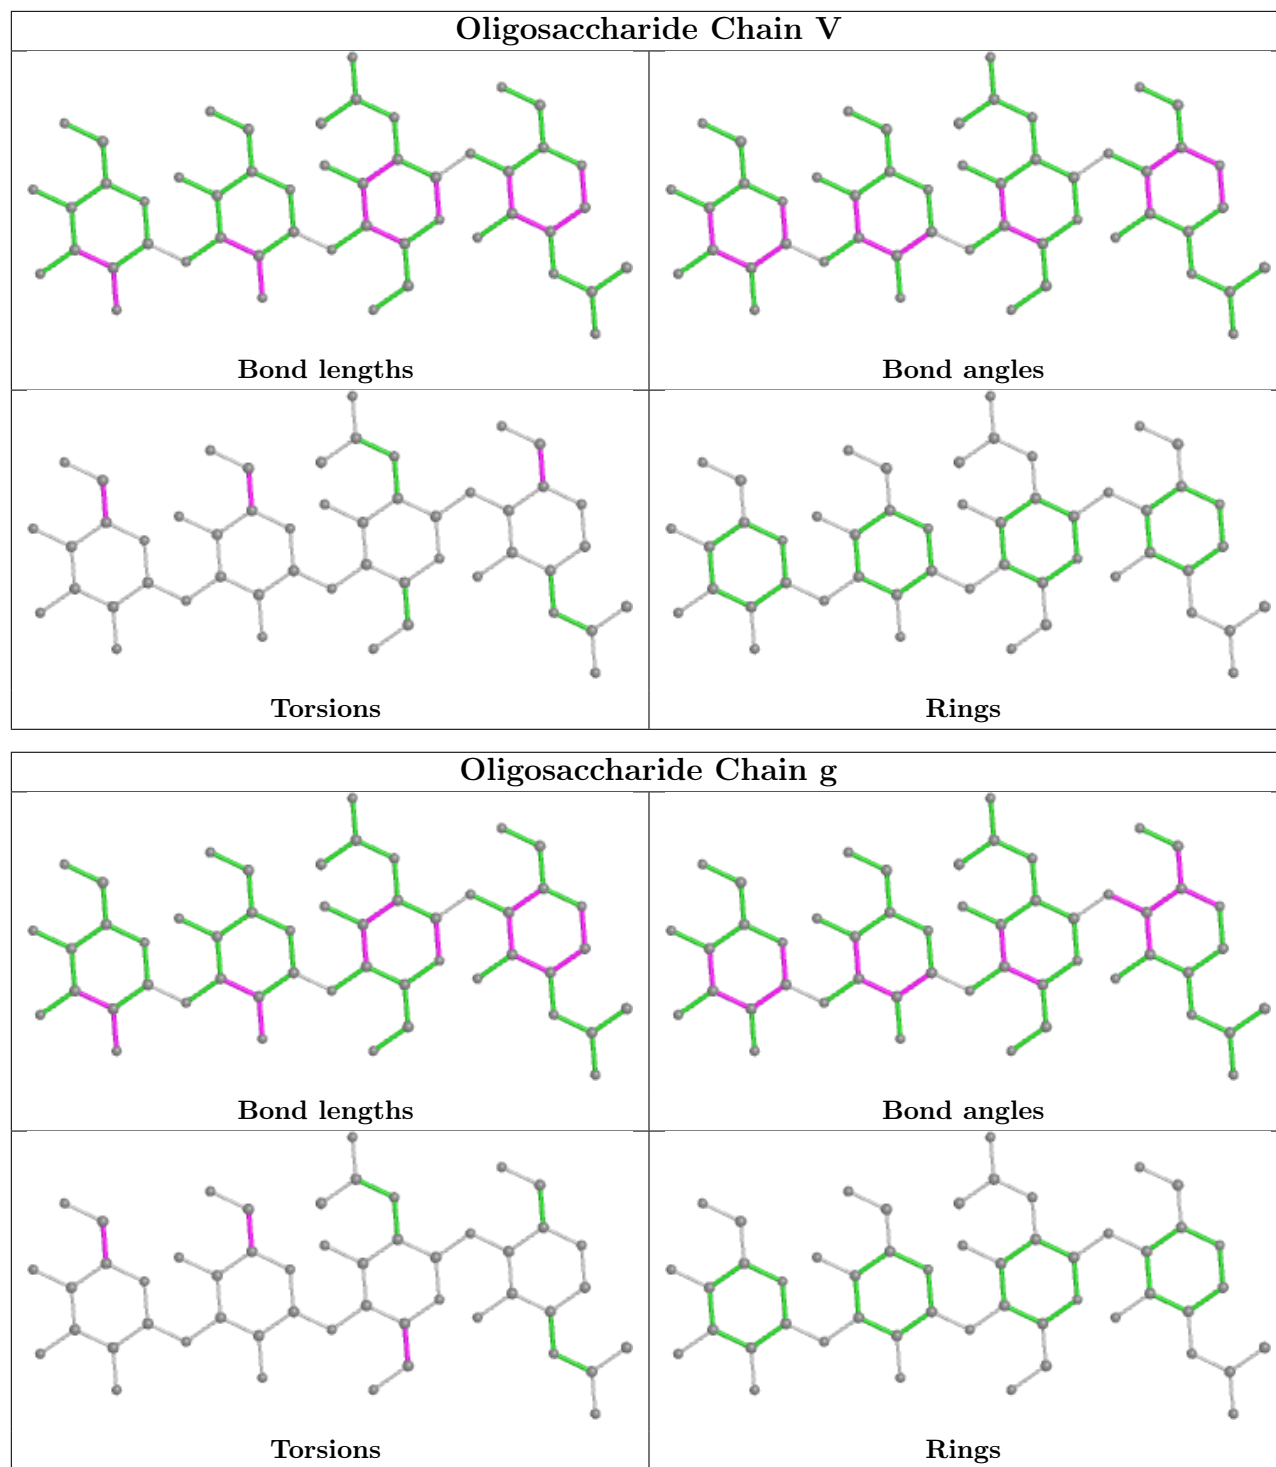 Oligosaccharide Chain V
Bond lengths
Bond angles
Torsions
Rings
Oligosaccharide Chain g
Bond lengths
Bond angles
Torsions
Rings